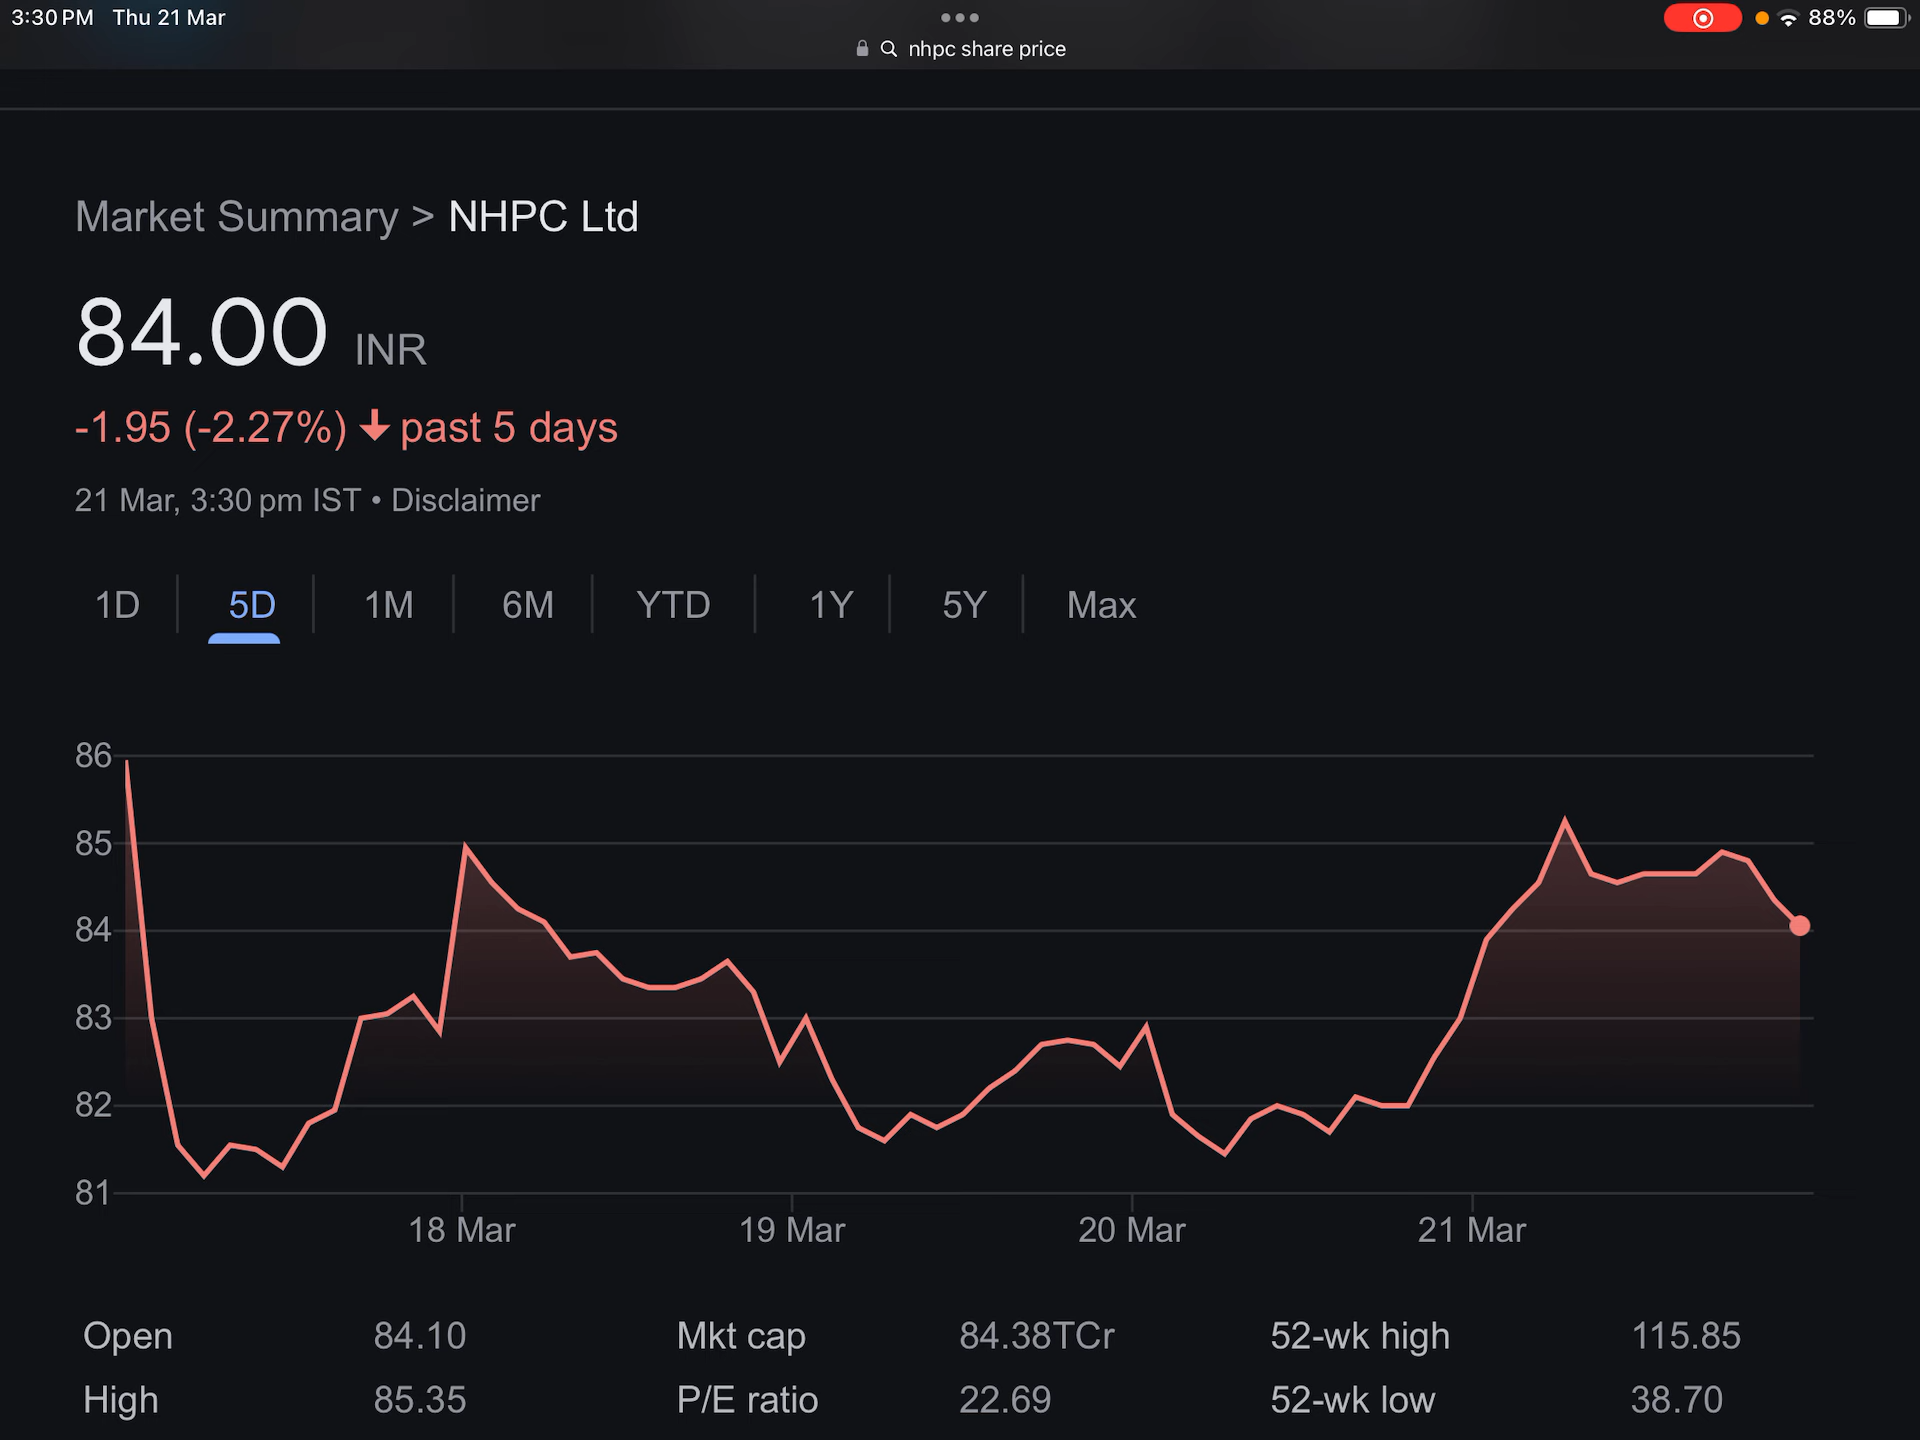 3:30 PM Thu 21 Mar 88%
nhpc share price
Market Summary > NHPC Ltd
84.00 INR
-1.95 (-2.27%) ↓ past 5 days
21 Mar, 3:30 pm IST • Disclaimer
1D 5D 1M 6M YTD 1Y 5Y Max
86
85
84
83
82
81
18 Mar 19 Mar 20 Mar 21 Mar
Open 84.10 Mkt cap 84.38TCr 52-wk high 115.85
High 85.35 P/E ratio 22.69 52-wk low 38.70